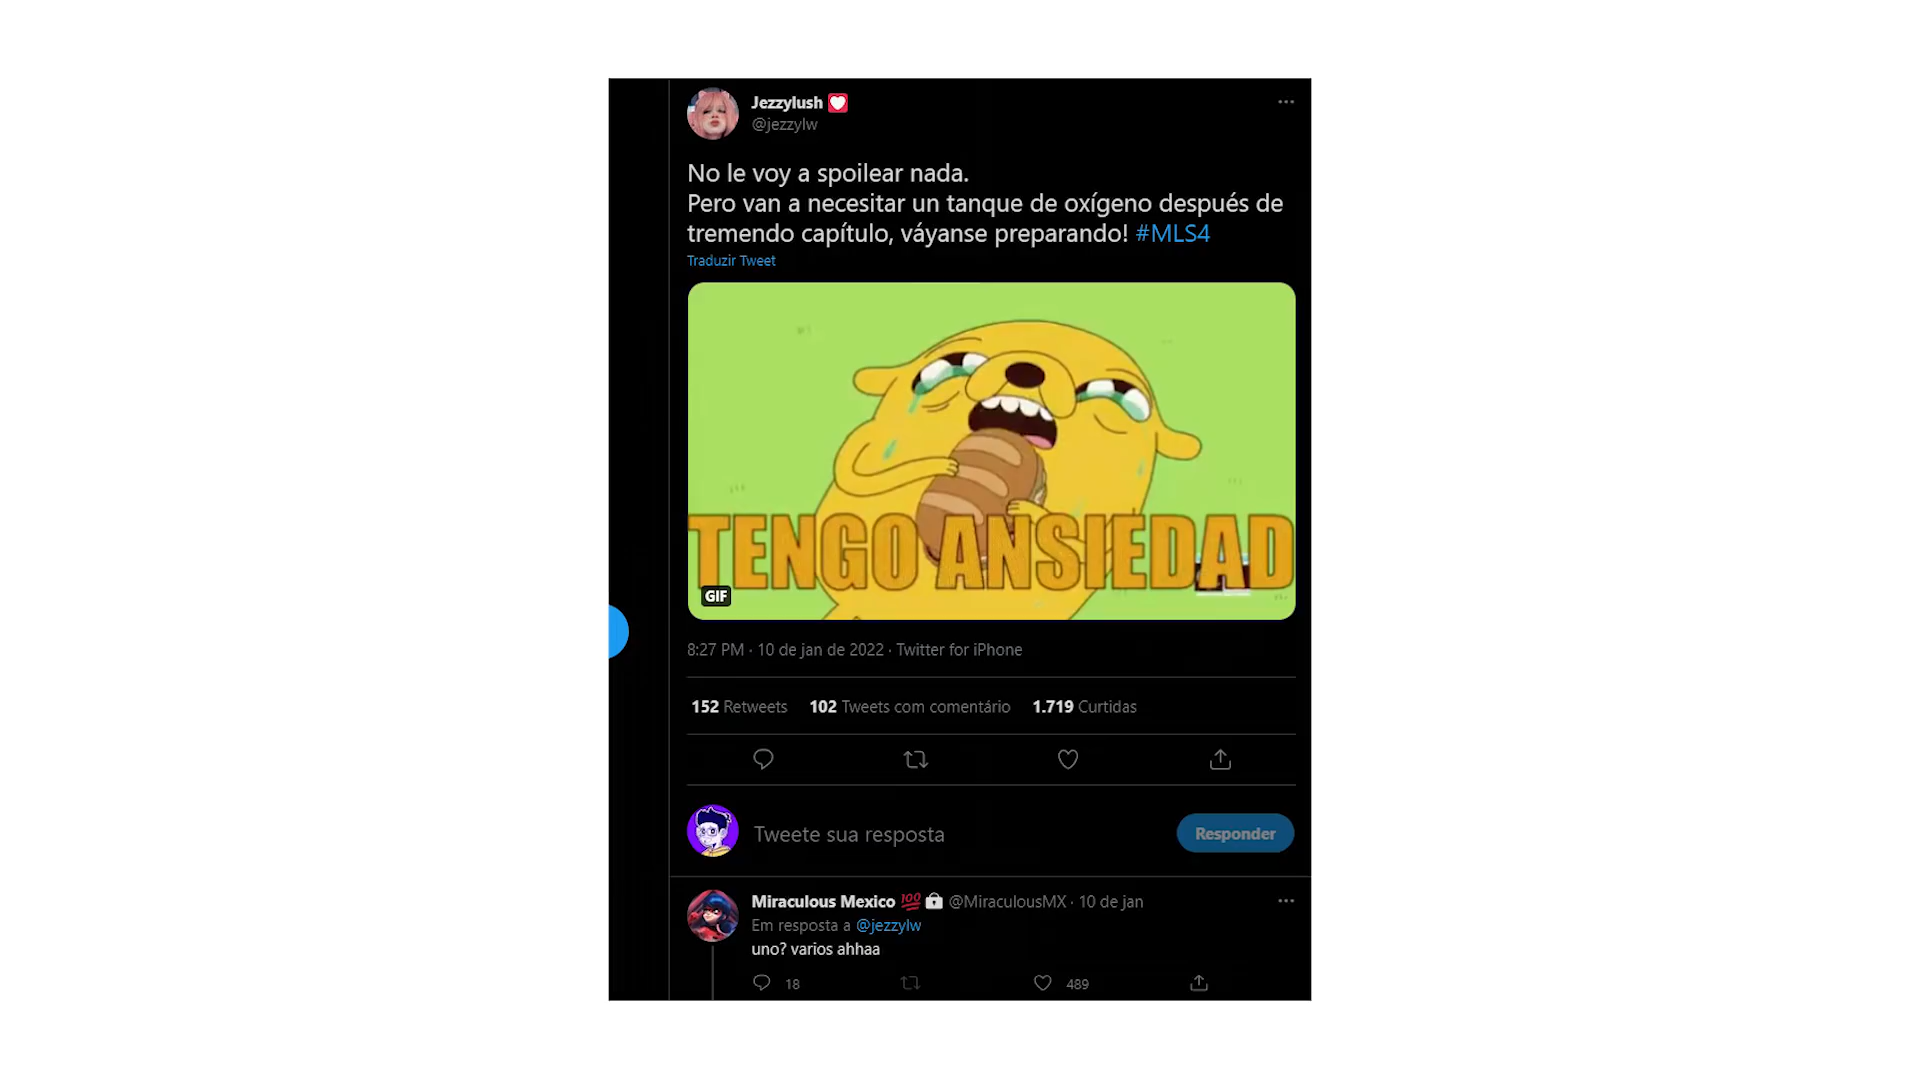 Jezzylush
@jezzylw
No le voy a spoilear nada.
Pero van a necesitar un tanque de oxígeno después de
tremendo capítulo, váyanse preparando! #MLS4
Traduzir Tweet
TENGO ANSIEDAD
GIF
8:27 PM · 10 de jan de 2022 · Twitter for iPhone
152 Retweets 102 Tweets com comentário 1.719 Curtidas
Tweete sua resposta
Responder
Miraculous Mexico 💯 @MiraculousMX · 10 de jan
Em resposta a @jezzylw
uno? varios ahhaa
18 489